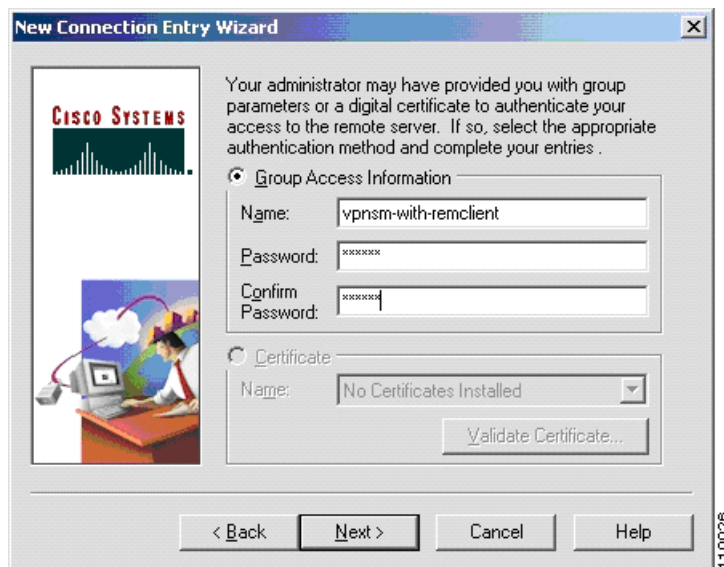 New Connection Entry Wizard
CISCO SYSTEMS
Your administrator may have provided you with group
parameters or a digital certificate to authenticate your
access to the remote server. If so, select the appropriate
authentication method and complete your entries .
Group Access Information
Name:
vpnsm-with-remclient
Password:
××××××
Confirm
Password:
××××××
Certificate
Name:
No Certificates Installed
Validate Certificate...
< Back
Next >
Cancel
Help
110026